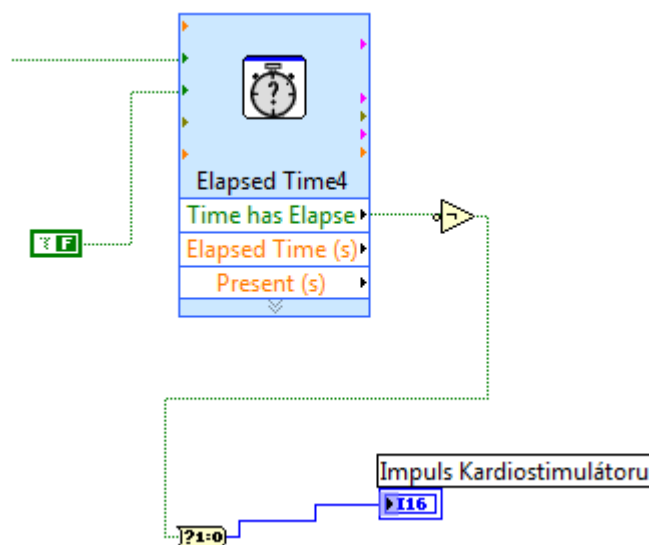 ?
Elapsed Time4
Time has Elapse
F
Elapsed Time (s)
Present (s)
Impuls Kardiostimulátoru
I16
?1:0